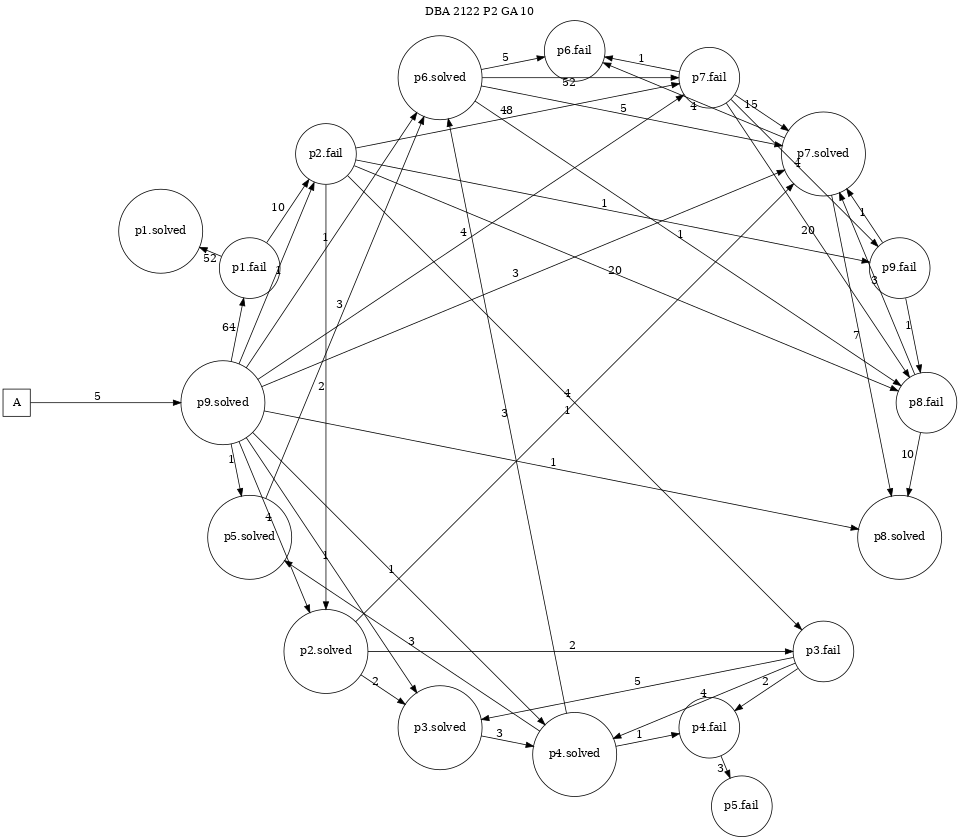 DBA 2122 P2 GA 10
p6.fail
5
1
p6.solved
p7.fail
52
15
4
48
5
p2.fail
p7.solved
4
10
1
1
p1.solved
1
4
1
20
52
p1.fail
1
3
20
3
p9.fail
3
64
1
7
2
4
A
5
p9.solved
1
3
p8.fail
1
1
10
4
p5.solved
p8.solved
1
1
3
2
4
5
2
p2.solved
p3.fail
2
3
1
p3.solved
p4.solved
p4.fail
3
p5.fail